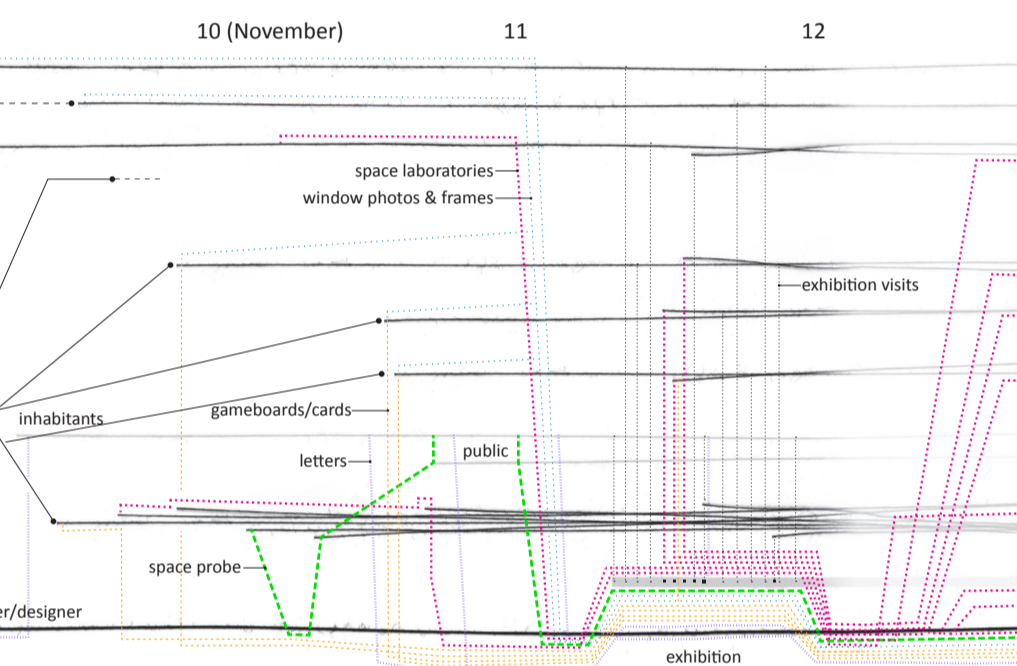 10 (November) 11 12
space laboratories
window photos & frames
exhibition visits
gameboards/cards
inhabitants
public
letters
space probe
er/designer
exhibition